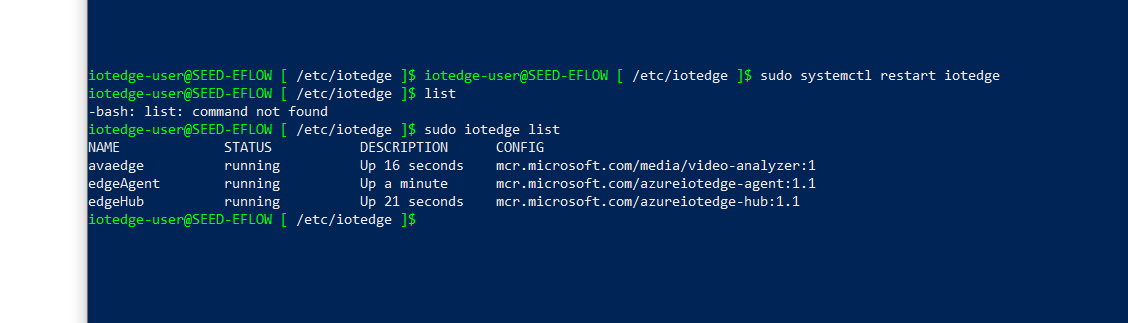 iotedge-user@SEED-EFLOW [ /etc/iotedge ]$ iotedge-user@SEED-EFLOW [ /etc/iotedge ]$ sudo systemctl restart iotedge
iotedge-user@SEED-EFLOW [ /etc/iotedge ]$ list
-bash: list: command not found
iotedge-user@SEED-EFLOW [ /etc/iotedge ]$ sudo iotedge list
NAME             STATUS           DESCRIPTION      CONFIG
avaedge          running          Up 16 seconds    mcr.microsoft.com/media/video-analyzer:1
edgeAgent        running          Up a minute      mcr.microsoft.com/azureiotedge-agent:1.1
edgeHub          running          Up 21 seconds    mcr.microsoft.com/azureiotedge-hub:1.1
iotedge-user@SEED-EFLOW [ /etc/iotedge ]$